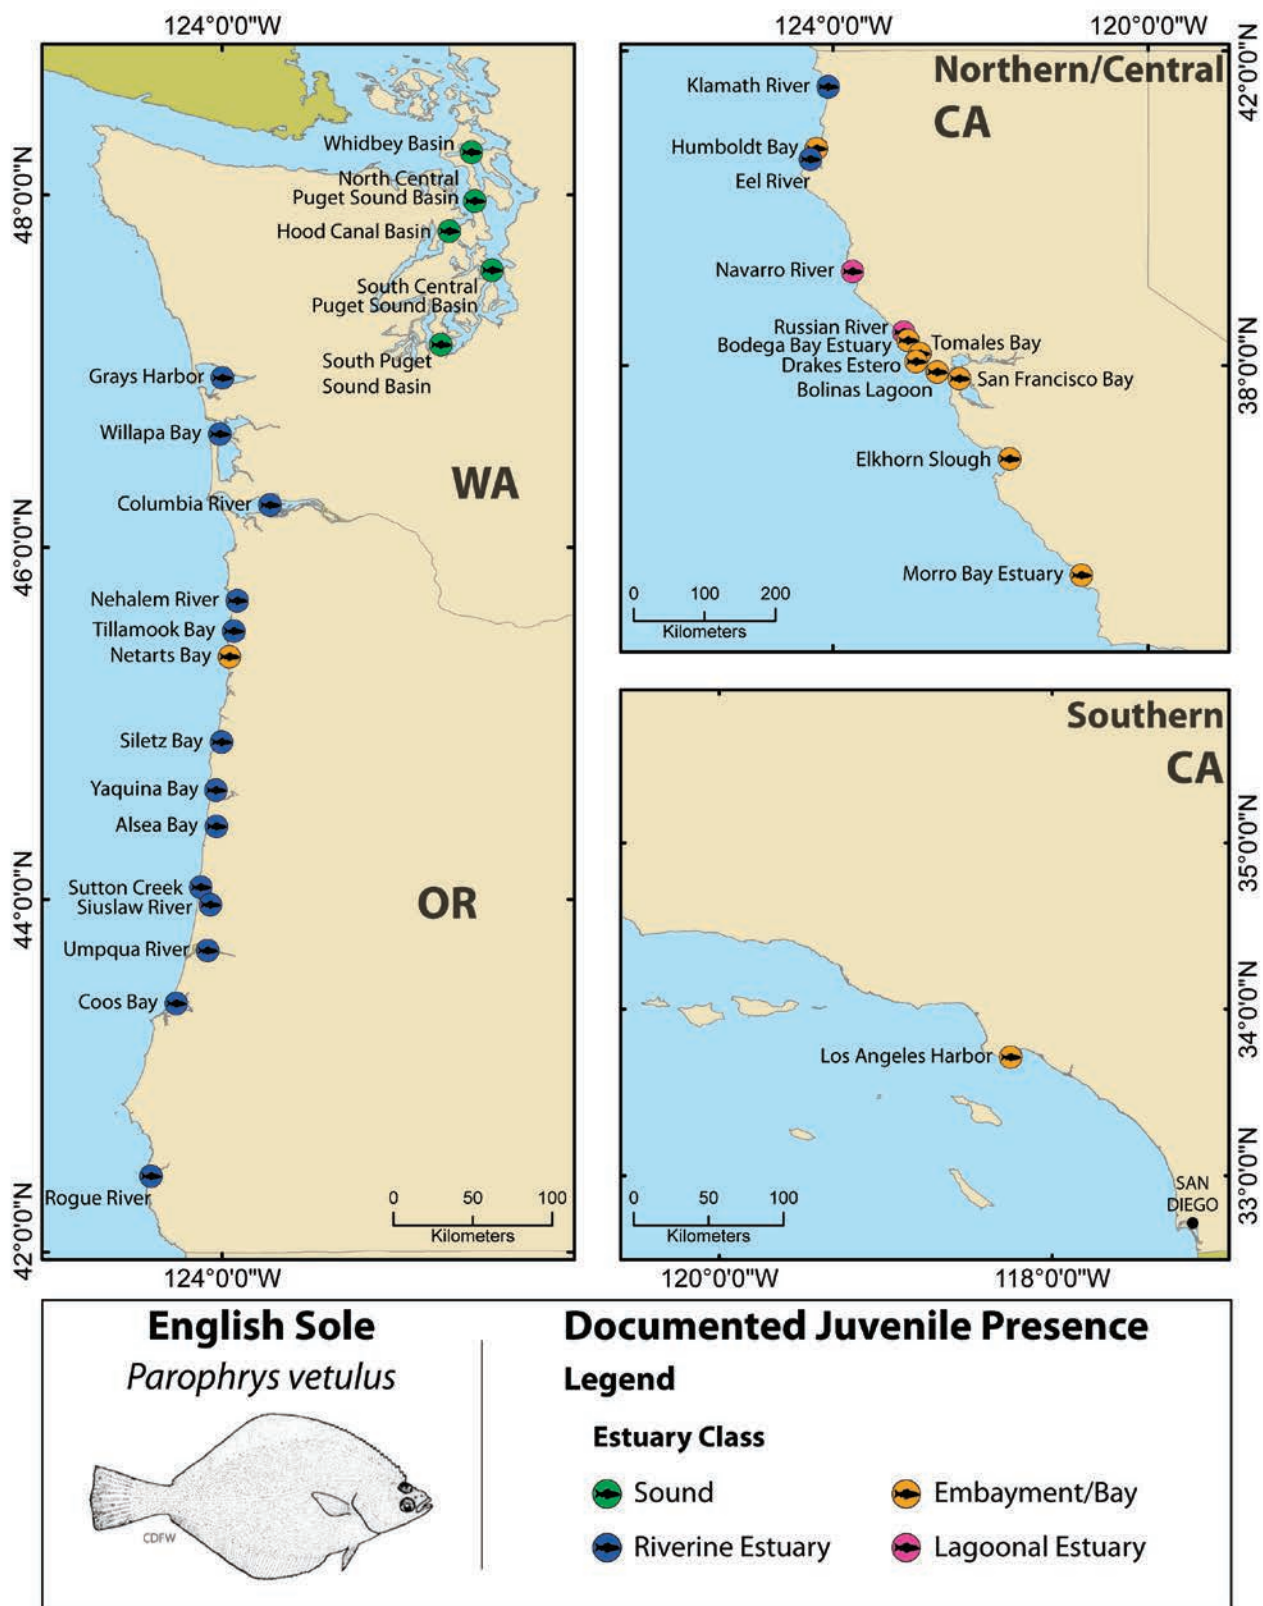 124°0'0"W
48°0'0"N
46°0'0"N
44°0'0"N
42°0'0"N
Whidbey Basin
North Central
Puget Sound Basin
Hood Canal Basin
South Central
Puget Sound Basin
South Puget
Sound Basin
Grays Harbor
Willapa Bay
WA
Columbia River
Nehalem River
Tillamook Bay
Netarts Bay
Siletz Bay
Yaquina Bay
Alsea Bay
Sutton Creek
Siuslaw River
OR
Umpqua River
Coos Bay
Rogue River
0 50 100
Kilometers
124°0'0"W
124°0'0"W 120°0'0"W
42°0'0"N
38°0'0"N
Northern/Central
CA
Klamath River
Humboldt Bay
Eel River
Navarro River
Russian River
Bodega Bay Estuary
Tomales Bay
Drakes Estero
San Francisco Bay
Bolinas Lagoon
Elkhorn Slough
Morro Bay Estuary
0 100 200
Kilometers
Southern
CA
35°0'0"N
34°0'0"N
33°0'0"N
Los Angeles Harbor
SAN
DIEGO
0 50 100
Kilometers
120°0'0"W 118°0'0"W
English Sole
Parophrys vetulus
CDFW
Documented Juvenile Presence
Legend
Estuary Class
Sound
Embayment/Bay
Riverine Estuary
Lagoonal Estuary